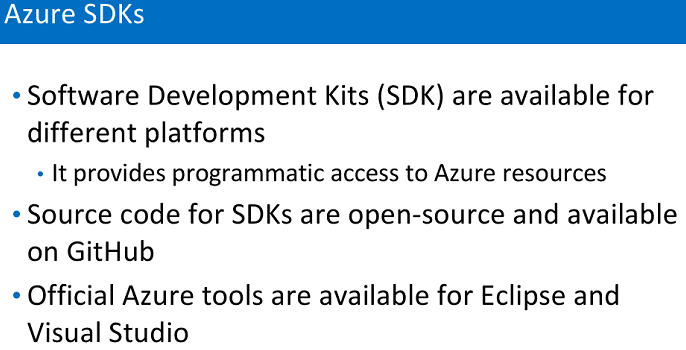 Azure SDKs
• Software Development Kits (SDK) are available for
different platforms
• It provides programmatic access to Azure resources
• Source code for SDKs are open-source and available
on GitHub
• Official Azure tools are available for Eclipse and
Visual Studio